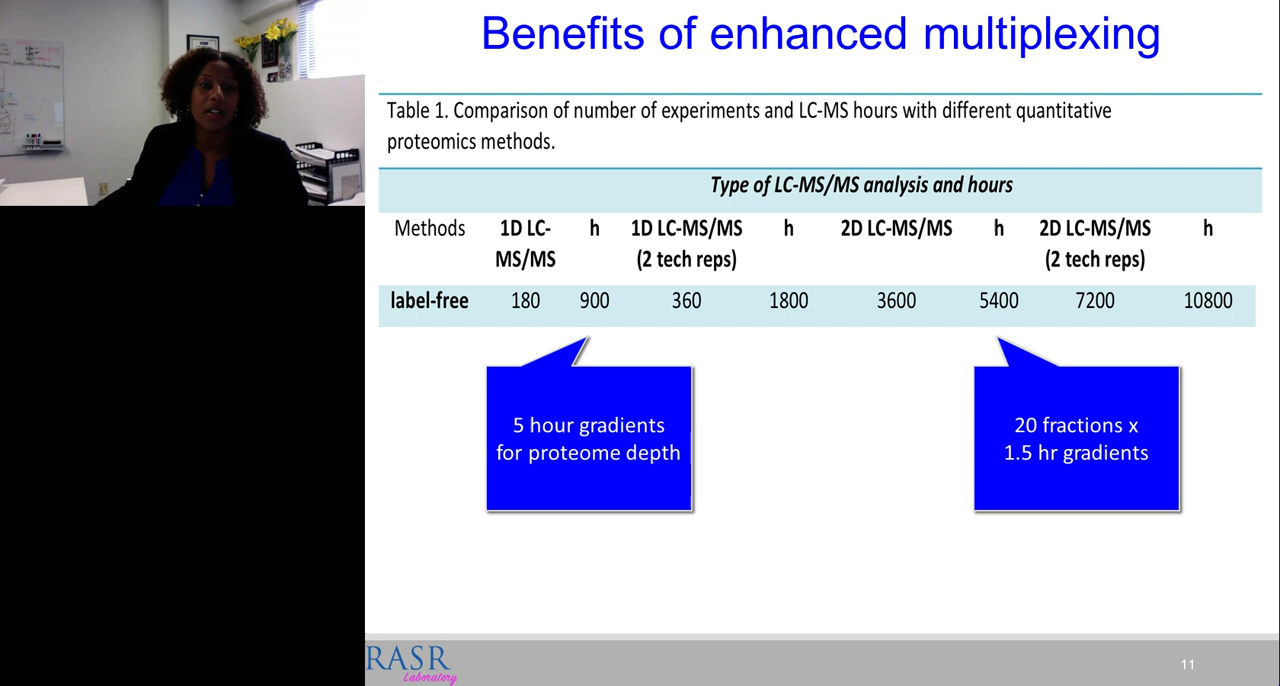 Benefits of enhanced multiplexing
Table 1. Comparison of number of experiments and LC-MS hours with different quantitative
proteomics methods.
Type of LC-MS/MS analysis and hours
Methods 1D LC- h 1D LC-MS/MS h 2D LC-MS/MS h 2D LC-MS/MS h
MS/MS (2 tech reps) (2 tech reps)
label-free 180 900 360 1800 3600 5400 7200 10800
5 hour gradients
for proteome depth
20 fractions x
1.5 hr gradients
RASR
Laboratory
11